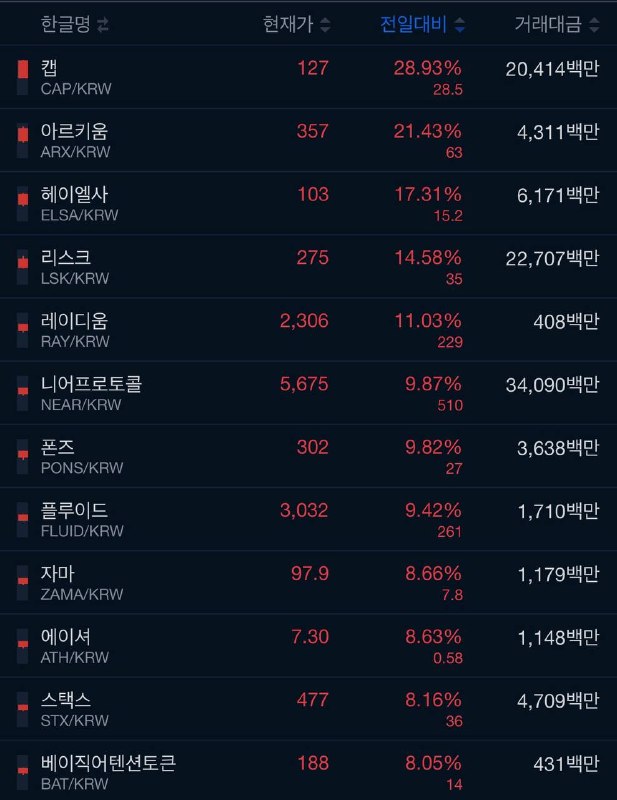 한글명 현재가 전일대비 거래대금
캡 127 28.93% 20,414백만
CAP/KRW 28.5
아르키움 357 21.43% 4,311백만
ARX/KRW 63
헤이엘사 103 17.31% 6,171백만
ELSA/KRW 15.2
리스크 275 14.58% 22,707백만
LSK/KRW 35
레이디움 2,306 11.03% 408백만
RAY/KRW 229
니어프로토콜 5,675 9.87% 34,090백만
NEAR/KRW 510
폰즈 302 9.82% 3,638백만
PONS/KRW 27
플루이드 3,032 9.42% 1,710백만
FLUID/KRW 261
자마 97.9 8.66% 1,179백만
ZAMA/KRW 7.8
에이셔 7.30 8.63% 1,148백만
ATH/KRW 0.58
스택스 477 8.16% 4,709백만
STX/KRW 36
베이직어텐션토큰 188 8.05% 431백만
BAT/KRW 14